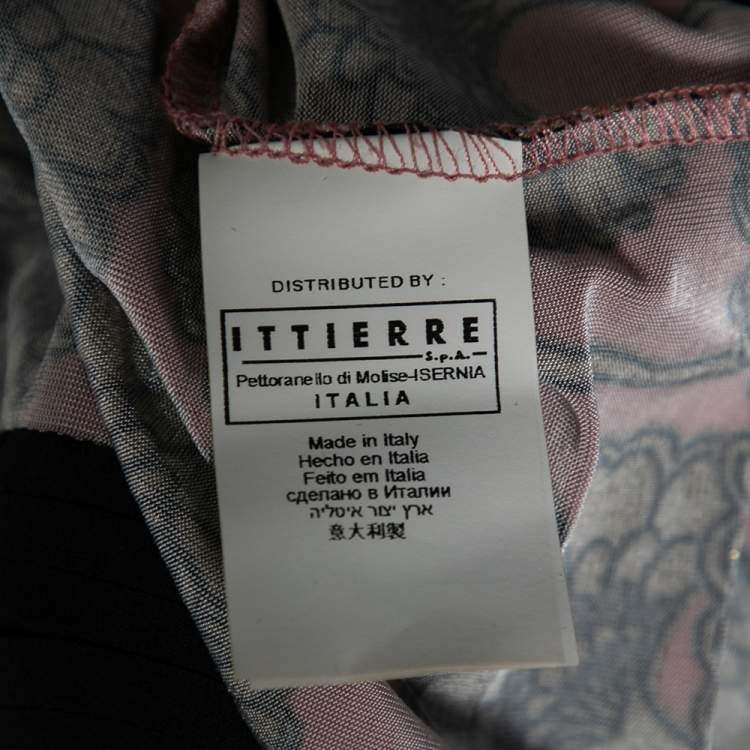 DISTRIBUTED BY :
ITTIERRE
S.p.A.
Pettoranello di Molise-ISERNIA
ITALIA
Made in Italy
Hecho en Italia
Feito em Italia
сделано в Италии
ארץ יצור איטליה
意大利製